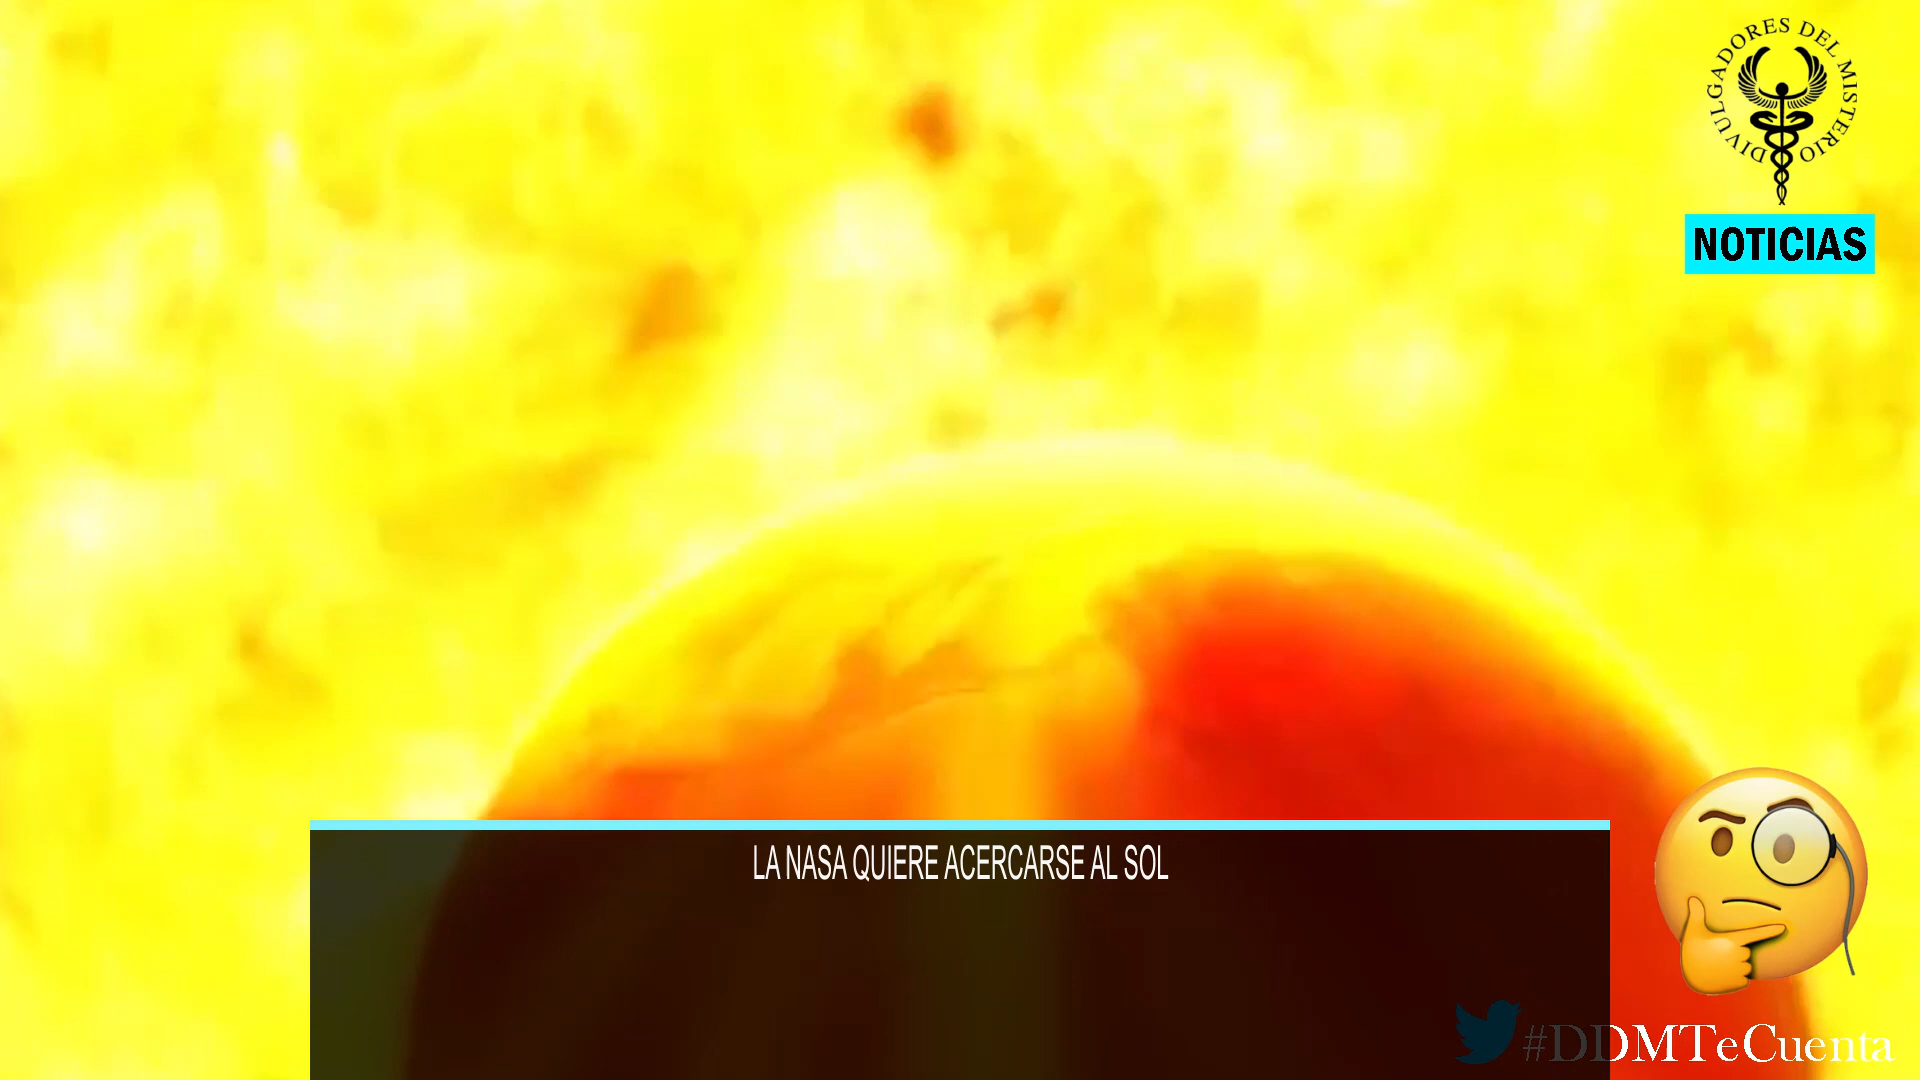 DIVULGADORES DEL MISTERIO
NOTICIAS
LA NASA QUIERE ACERCARSE AL SOL
#DDMTeCuenta